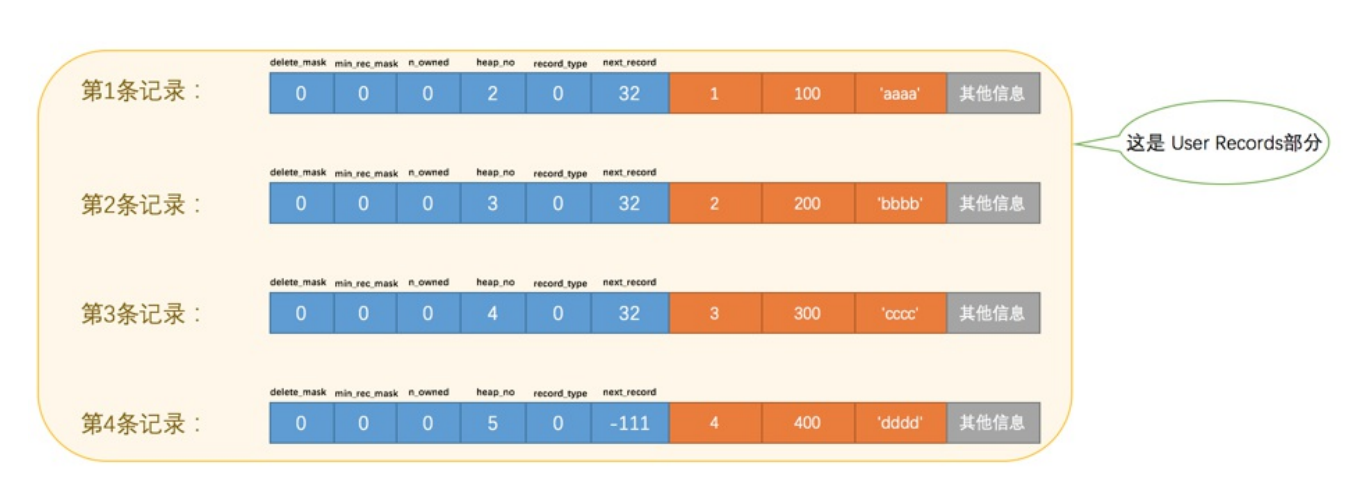 delete_mask min_rec_mask n_owned heap_no record_type next_record
第1条记录： 0 0 0 2 0 32 1 100 'aaaa' 其他信息
这是 User Records部分
delete_mask min_rec_mask n_owned heap_no record_type next_record
第2条记录： 0 0 0 3 0 32 2 200 'bbbb' 其他信息
delete_mask min_rec_mask n_owned heap_no record_type next_record
第3条记录： 0 0 0 4 0 32 3 300 'cccc' 其他信息
delete_mask min_rec_mask n_owned heap_no record_type next_record
第4条记录： 0 0 0 5 0 -111 4 400 'dddd' 其他信息